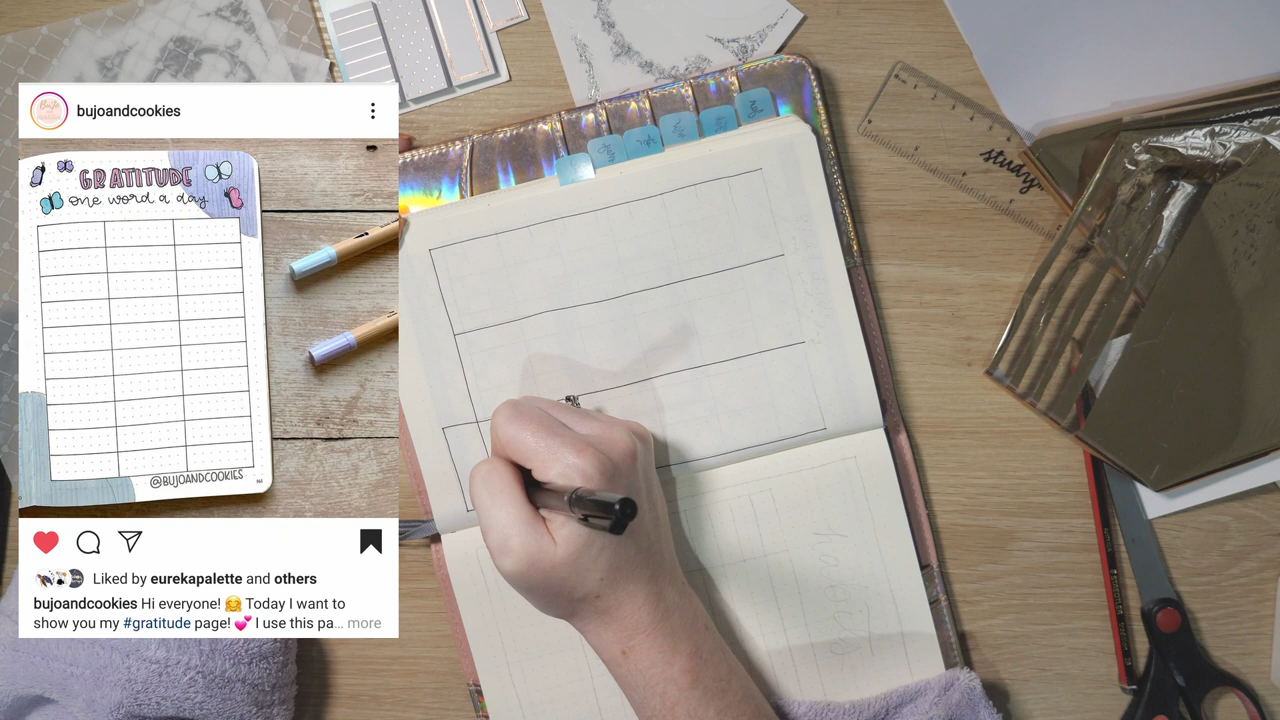 bujoandcookies
GRATITUDE
one word a day
@BUJOANDCOOKIES
Liked by eurekapalette and others
bujoandcookies Hi everyone! 🤗 Today I want to
show you my #gratitude page! 💕 I use this pa... more
study
habits